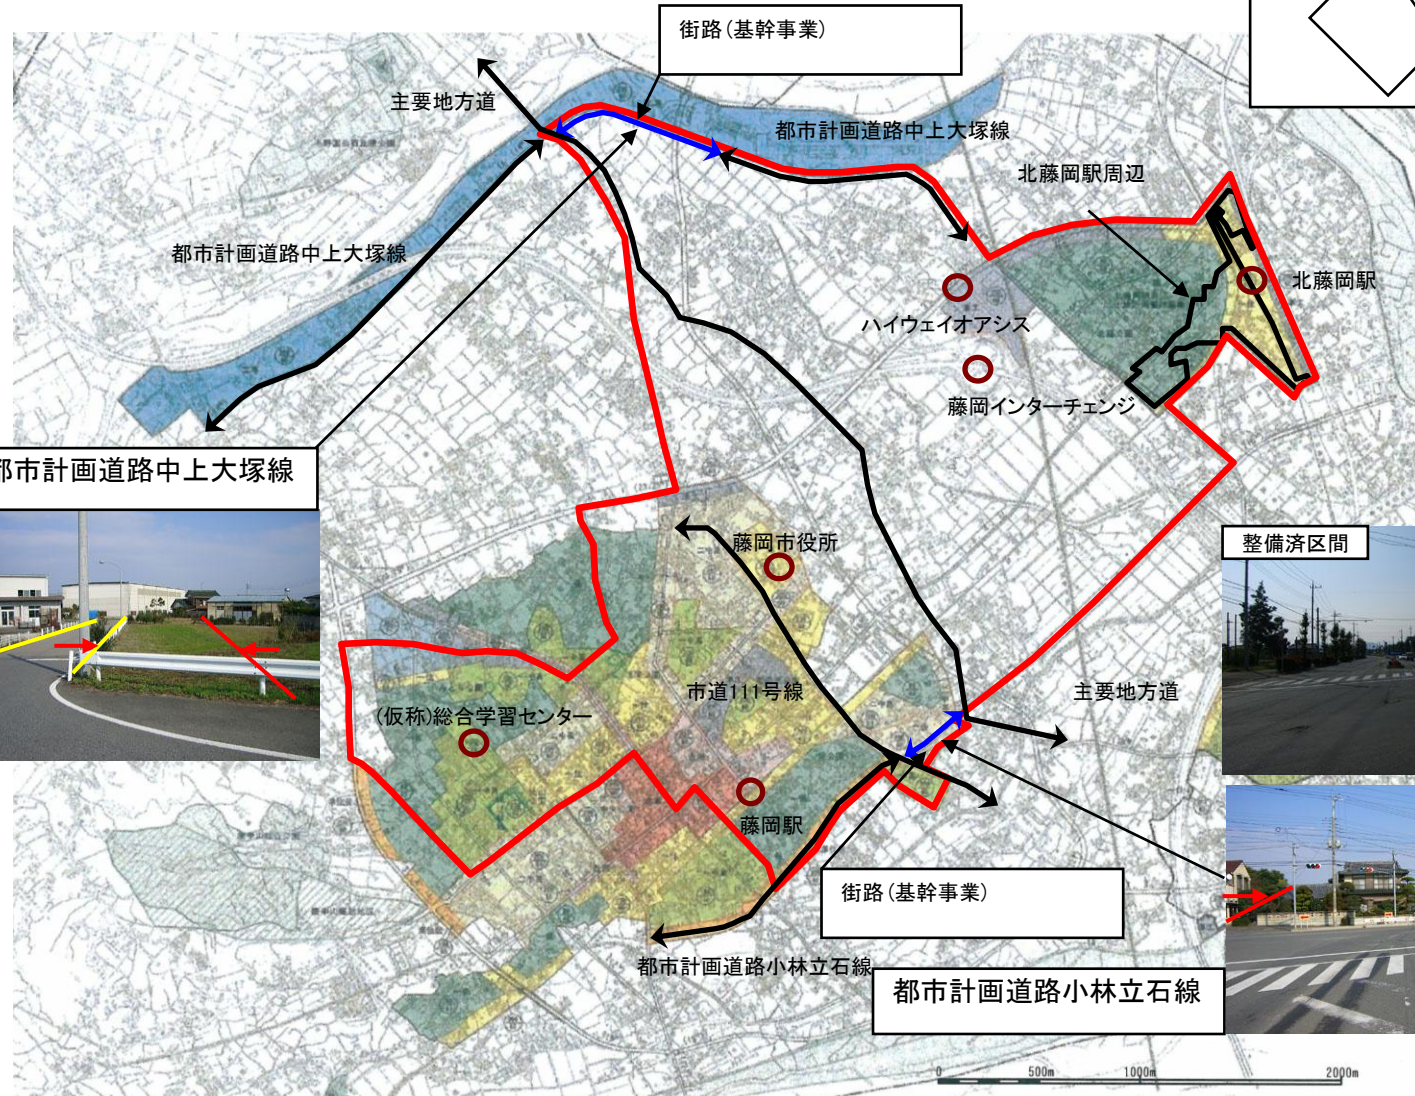 街路(基幹事業)
主要地方道
都市計画道路中上大塚線
北藤岡駅周辺
都市計画道路中上大塚線
北藤岡駅
ハイウェイオアシス
藤岡インターチェンジ
都市計画道路中上大塚線
整備済区間
藤岡市役所
市道111号線
主要地方道
(仮称)総合学習センター
藤岡駅
街路(基幹事業)
都市計画道路小林立石線
都市計画道路小林立石線
0 500m 1000m 2000m